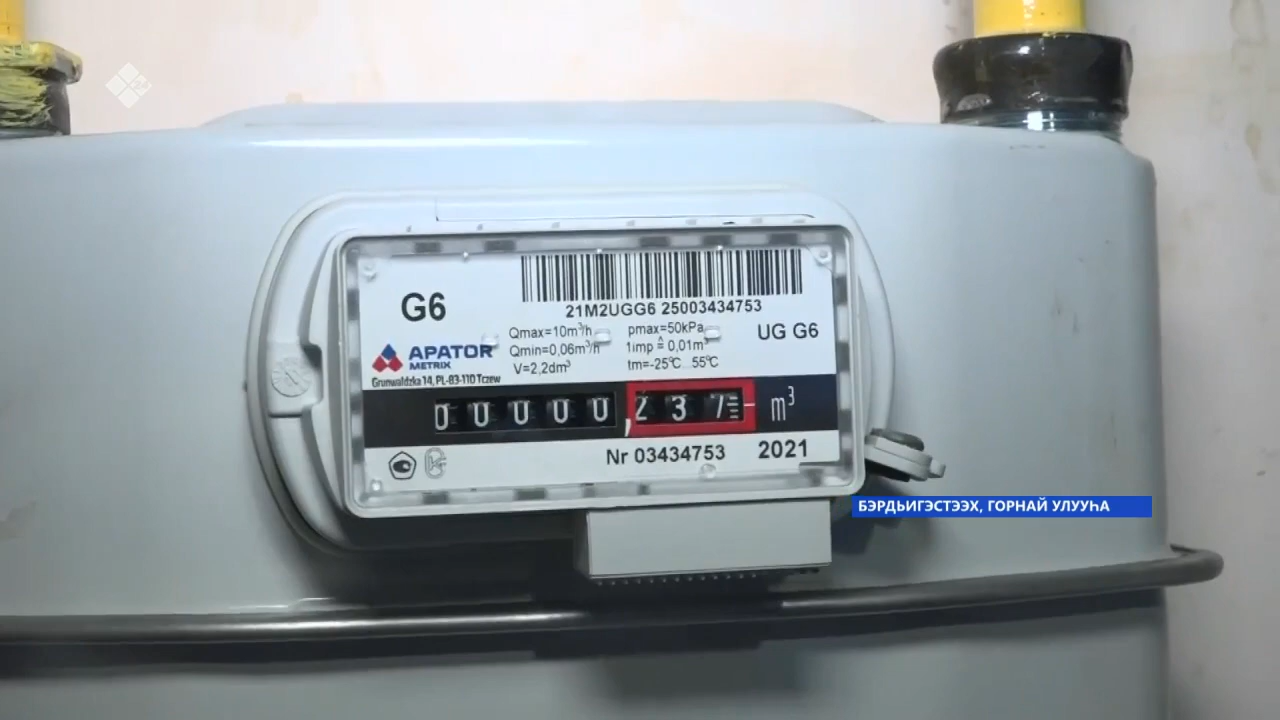 24
G6
21M2UGG6 25003434753
Qmax=10m³/h
pmax=50kPa
UG G6
Qmin=0,06m³/h
1imp ≙ 0,01m³
V=2,2dm³
tm=-25°C...55°C
APATOR
METRIX
Grunwaldzka 14, PL-83-110 Tczew
00000,237 m³
Nr 03434753 2021
БЭРДЬИГЭСТЭЭХ, ГОРНАЙ УЛУУҺА